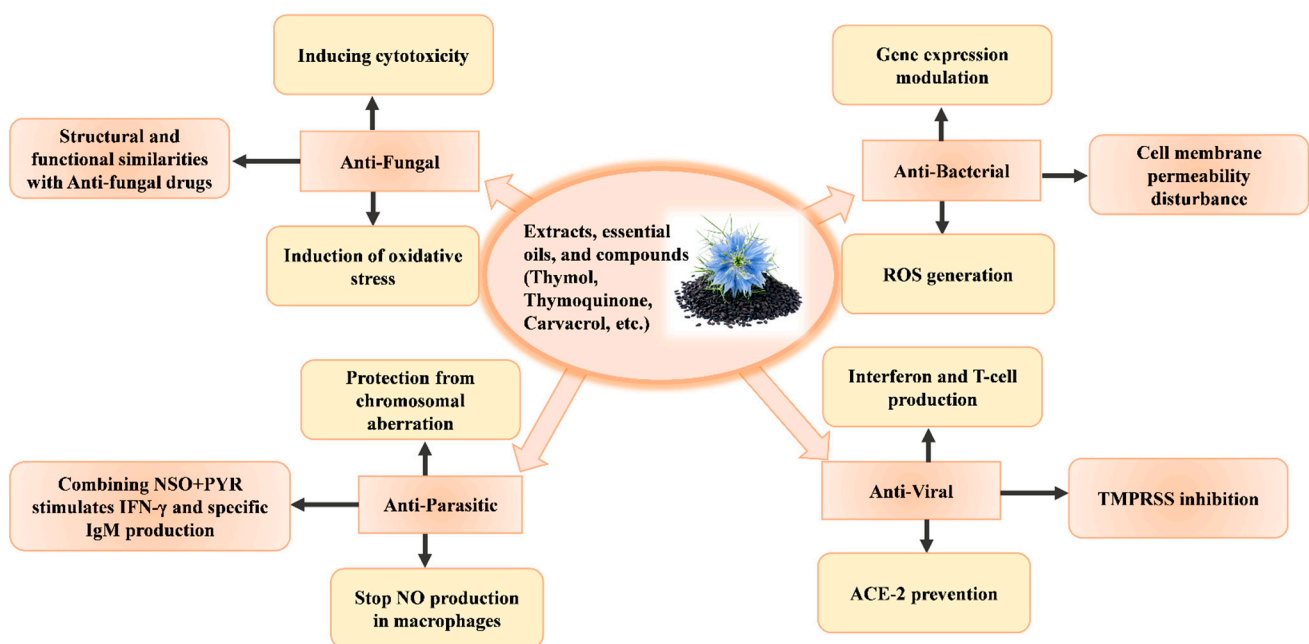 Inducing cytotoxicity
Structural and
functional similarities
with Anti-fungal drugs
Anti-Fungal
Induction of oxidative
stress
Gene expression
modulation
Anti-Bacterial
Cell membrane
permeability
disturbance
ROS generation
Extracts, essential
oils, and compounds
(Thymol,
Thymoquinone,
Carvacrol, etc.)
Protection from
chromosomal
aberration
Combining NSO+PYR
stimulates IFN-γ and specific
IgM production
Anti-Parasitic
Stop NO production
in macrophages
Interferon and T-cell
production
Anti-Viral
TMPRSS inhibition
ACE-2 prevention